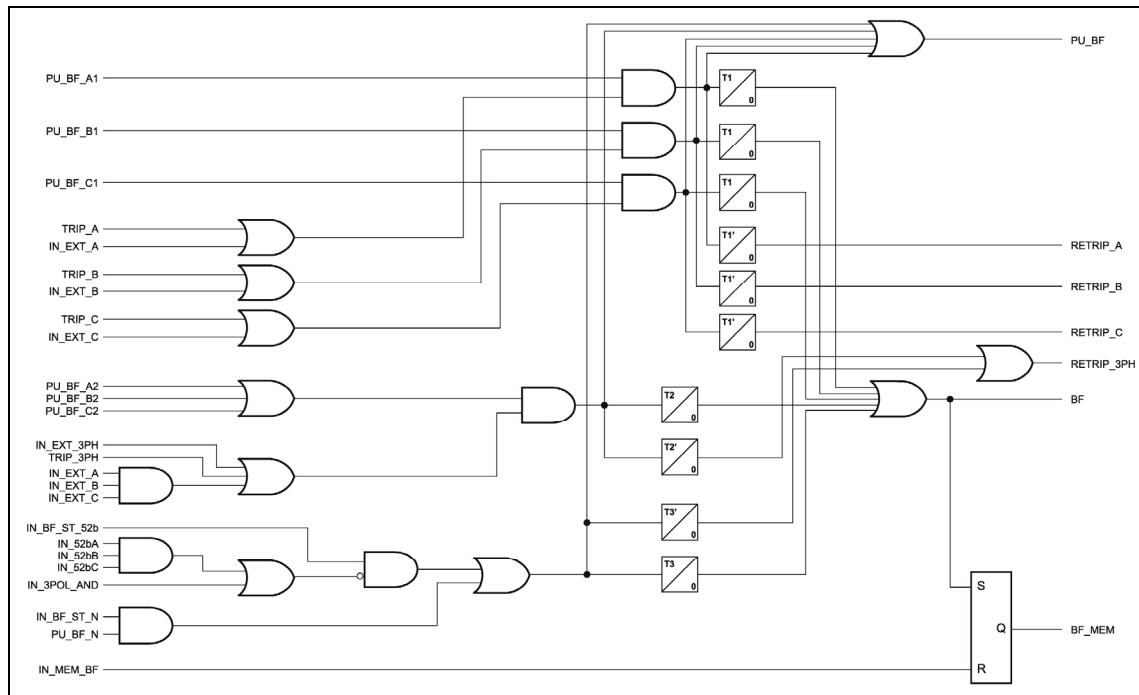 PU_BF
PU_BF_A1
T1
0
PU_BF_B1
T1
0
PU_BF_C1
T1
0
TRIP_A
IN_EXT_A
T1'
0
RETRIP_A
TRIP_B
IN_EXT_B
T1'
0
RETRIP_B
TRIP_C
IN_EXT_C
T1'
0
RETRIP_C
RETRIP_3PH
PU_BF_A2
PU_BF_B2
PU_BF_C2
T2
0
BF
IN_EXT_3PH
TRIP_3PH
IN_EXT_A
IN_EXT_B
IN_EXT_C
T2'
0
IN_BF_ST_52b
IN_52bA
IN_52bB
IN_52bC
IN_3POL_AND
T3'
0
T3
0
IN_BF_ST_N
PU_BF_N
S
Q
R
BF_MEM
IN_MEM_BF